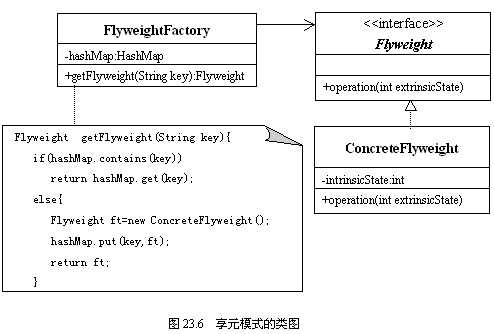 FlyweightFactory
-hashMap:HashMap
+getFlyweight(String key):Flyweight
<<interface>>
Flyweight
+operation(int extrinsicState)
Flyweight getFlyweight(String key){
if(hashMap.contains(key))
return hashMap.get(key);
else{
Flyweight ft=new ConcreteFlyweight();
hashMap.put(key,ft);
return ft;
}
ConcreteFlyweight
-intrinsicState:int
+operation(int extrinsicState)
图 23.6 享元模式的类图